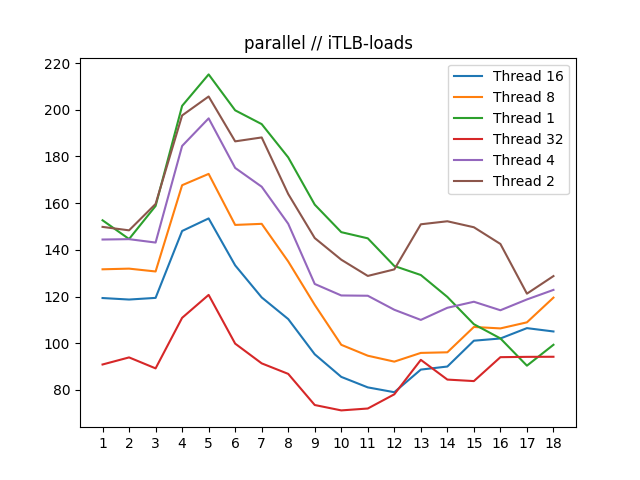 parallel // iTLB-loads
220
200
180
160
140
120
100
80
Thread 16
Thread 8
Thread 1
Thread 32
Thread 4
Thread 2
1 2 3 4 5 6 7 8 9 10 11 12 13 14 15 16 17 18